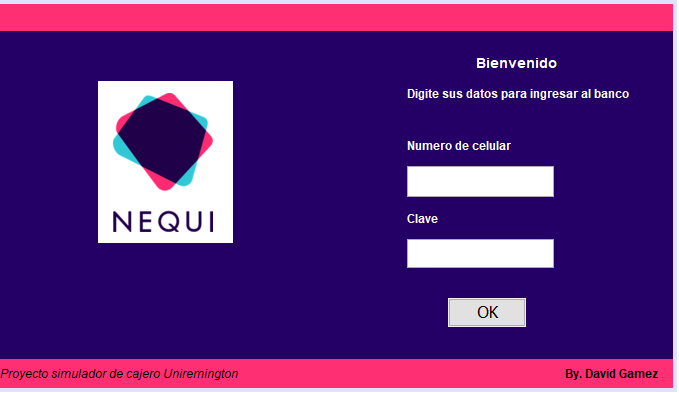 Bienvenido
Digite sus datos para ingresar al banco
Numero de celular
NEQUI
Clave
OK
Proyecto simulador de cajero Uniremington
By. David Gamez